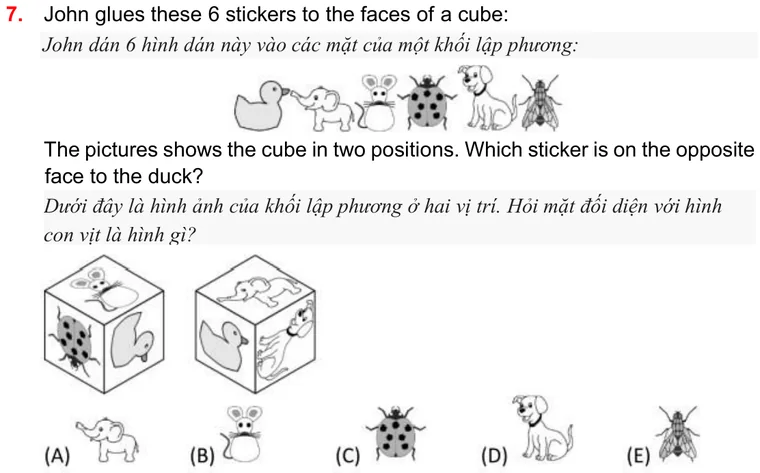 7. John glues these 6 stickers to the faces of a cube:
John dán 6 hình dán này vào các mặt của một khối lập phương:
The pictures shows the cube in two positions. Which sticker is on the opposite
face to the duck?
Dưới đây là hình ảnh của khối lập phương ở hai vị trí. Hỏi mặt đối diện với hình
con vịt là hình gì?
(A) (B) (C) (D) (E)